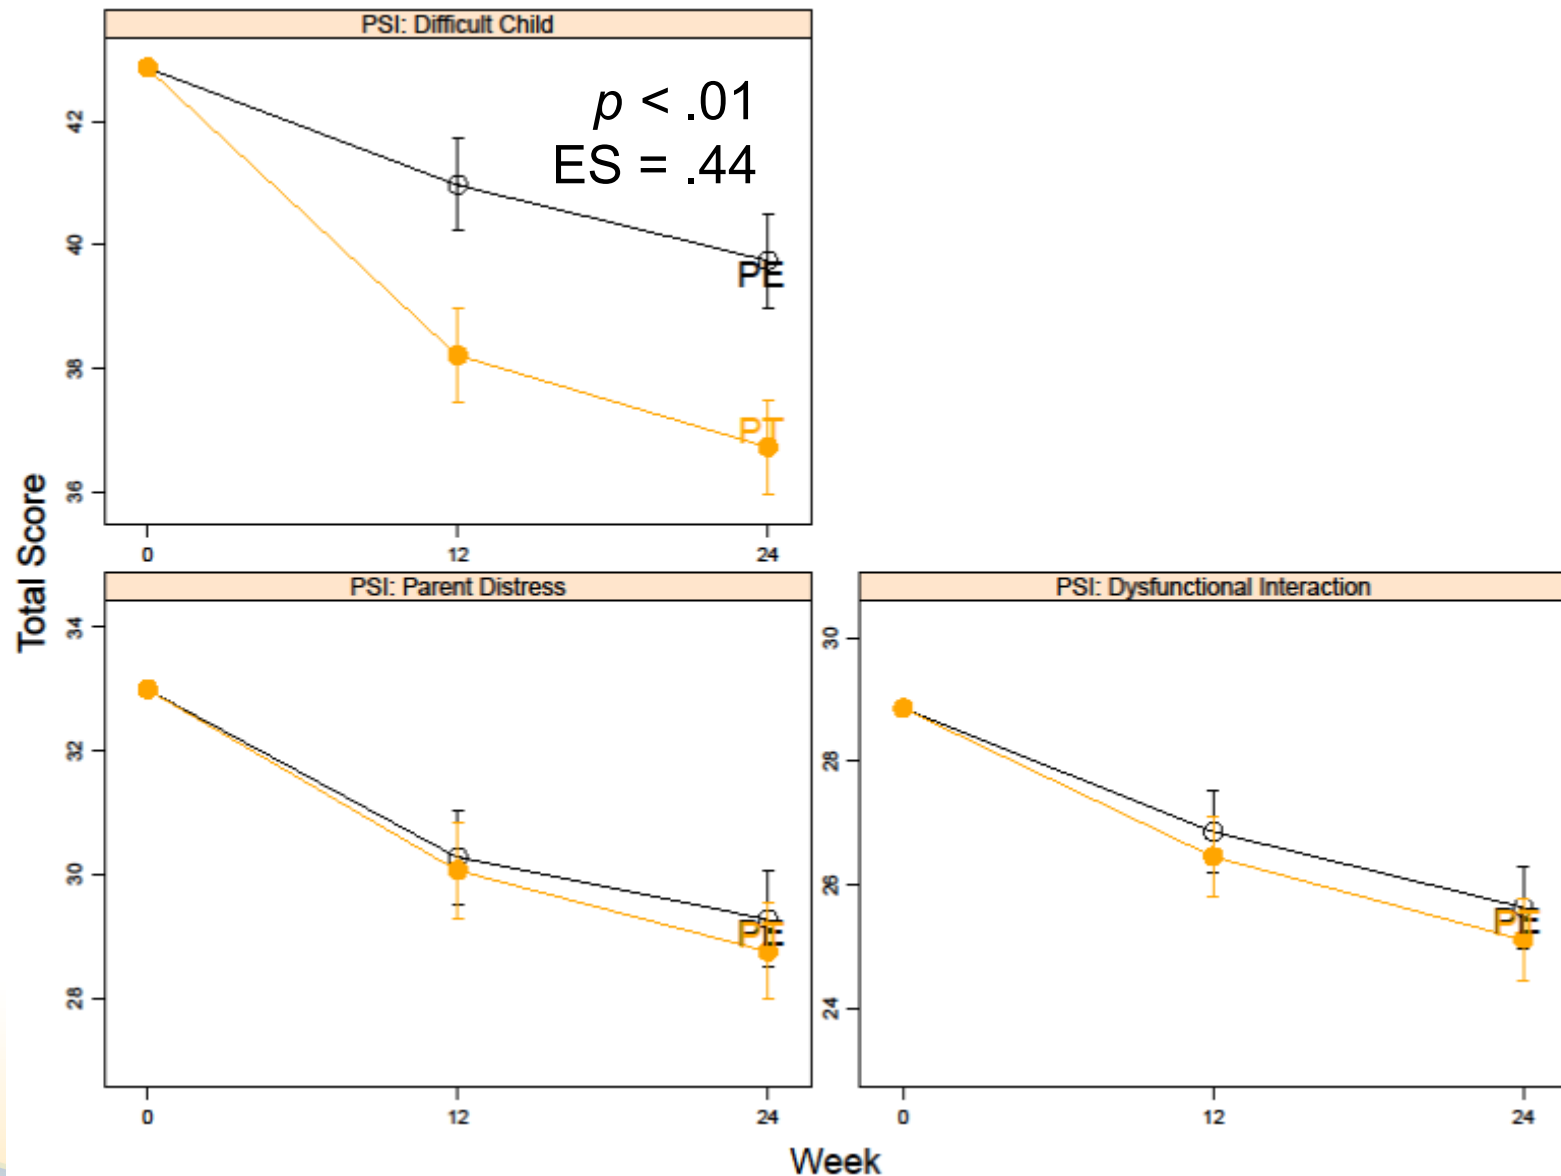 PSI: Difficult Child
p < .01
ES = .44
42
40
38
36
PE
PT
0 12 24
Total Score
PSI: Parent Distress
34
32
30
28
PE
PT
0 12 24
PSI: Dysfunctional Interaction
30
28
26
24
PE
PT
0 12 24
Week